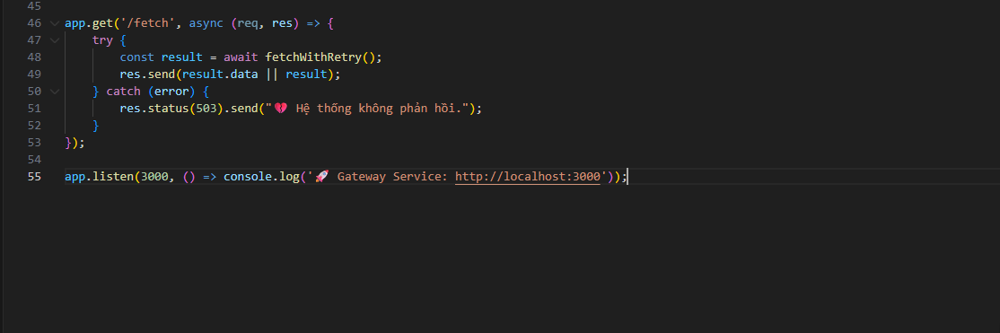 45
46 app.get('/fetch', async (req, res) => {
47     try {
48         const result = await fetchWithRetry();
49         res.send(result.data || result);
50     } catch (error) {
51         res.status(503).send("💔 Hệ thống không phản hồi.");
52     }
53 });
54
55 app.listen(3000, () => console.log('🚀 Gateway Service: http://localhost:3000'));